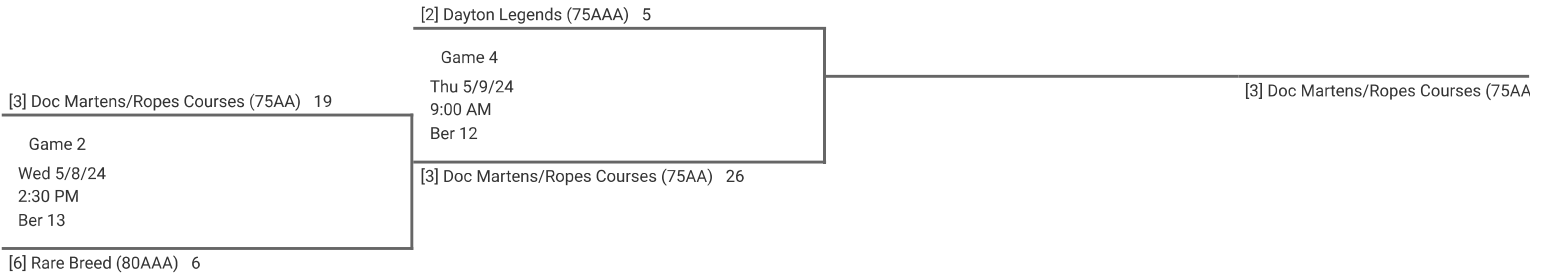 [2] Dayton Legends (75AAA) 5
Game 4
Thu 5/9/24
9:00 AM
Ber 12
[3] Doc Martens/Ropes Courses (75AA
[3] Doc Martens/Ropes Courses (75AA) 19
Game 2
Wed 5/8/24
2:30 PM
Ber 13
[3] Doc Martens/Ropes Courses (75AA) 26
[6] Rare Breed (80AAA) 6